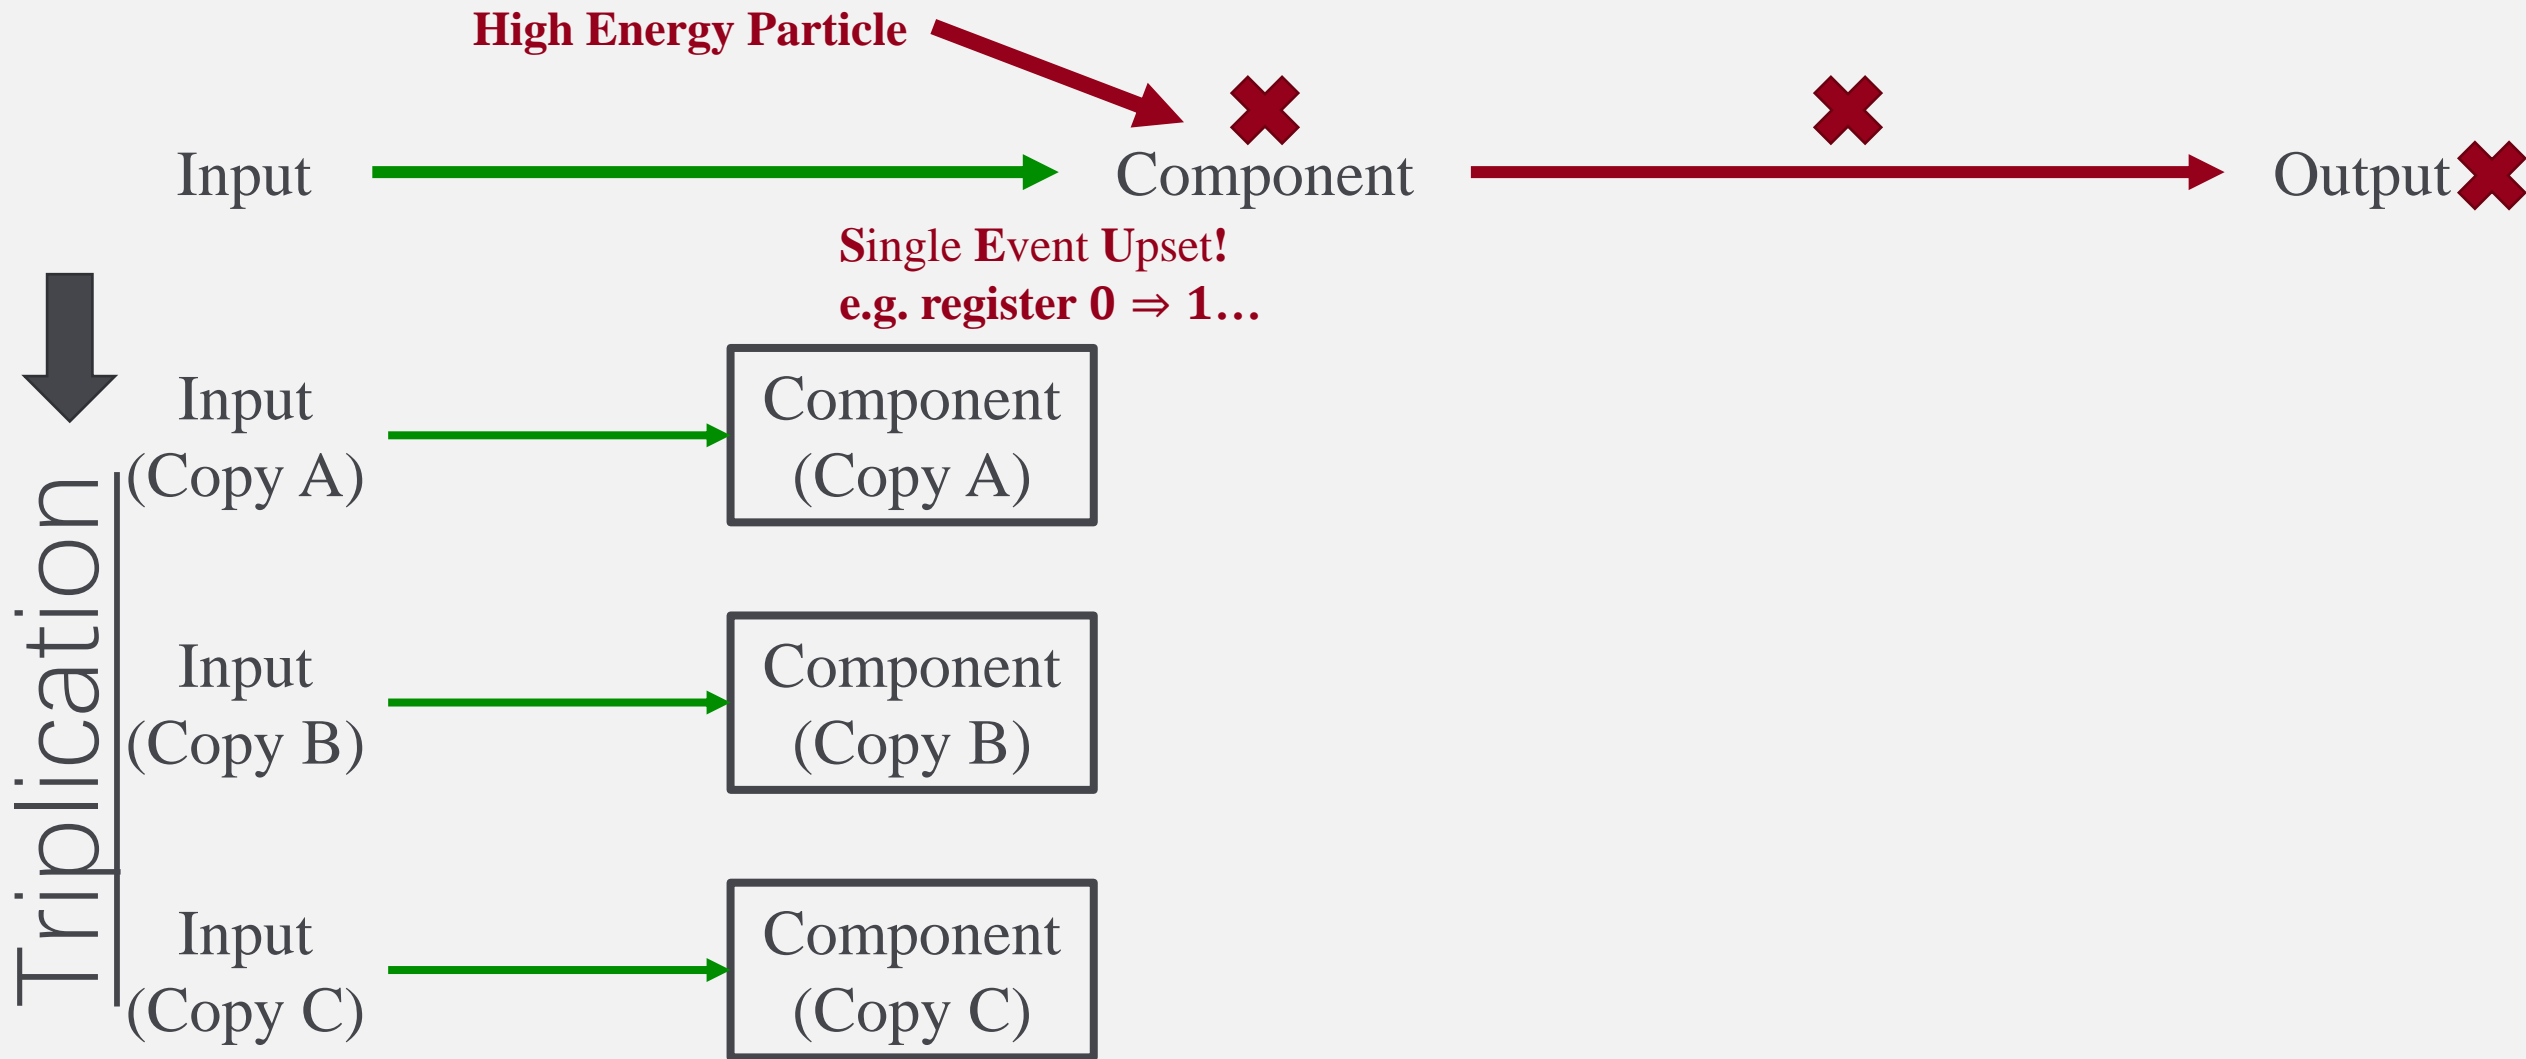 High Energy Particle
Input
Component
Output
Single Event Upset!
e.g. register 0 ⇒ 1…
Triplication
Input
(Copy A)
Component
(Copy A)
Input
(Copy B)
Component
(Copy B)
Input
(Copy C)
Component
(Copy C)